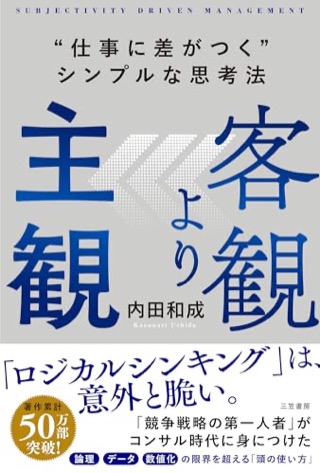 SUBJECTIVITY DRIVEN MANAGEMENT
“仕事に差がつく”
シンプルな思考法
客観
より
主観
内田和成
Kazunari Uchida
「ロジカルシンキング」は、
意外と脆い。
三笠書房
著作累計
50万部
突破!
「競争戦略の第一人者」が
コンサル時代に身につけた
論理 データ 数値化 の限界を超える「頭の使い方」